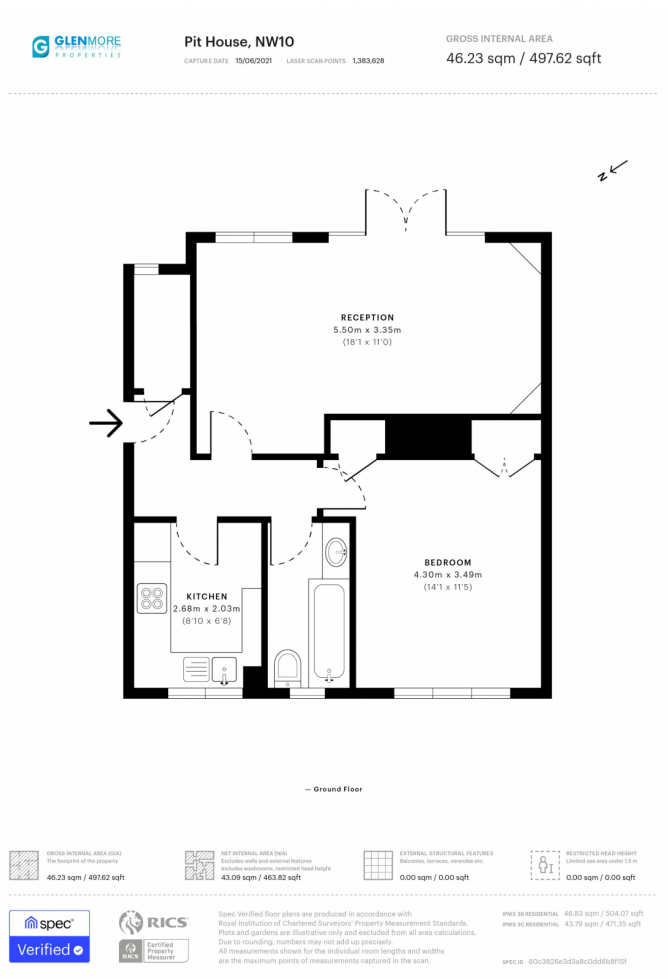 GLENMORE
PROPERTIES
Pit House, NW10
CAPTURE DATE 15/06/2021 LASER SCAN POINTS 1,383,628
GROSS INTERNAL AREA
46.23 sqm / 497.62 sqft
N
RECEPTION
5.50m x 3.35m
(18'1 x 11'0)
BEDROOM
4.30m x 3.49m
(14'1 x 11'5)
KITCHEN
2.68m x 2.03m
(8'10 x 6'8)
— Ground Floor
GROSS INTERNAL AREA (GIA)
The footprint of the property
46.23 sqm / 497.62 sqft
NET INTERNAL AREA (NIA)
Excludes walls and external features
Includes washrooms, restricted head height
43.09 sqm / 463.82 sqft
EXTERNAL STRUCTURAL FEATURES
Balconies, terraces, verandas etc.
0.00 sqm / 0.00 sqft
RESTRICTED HEAD HEIGHT
Limited use area under 1.5 m
0.00 sqm / 0.00 sqft
spec
Verified
RICS
RICS
Certified
Property
Measurer
Spec Verified floor plans are produced in accordance with
Royal Institution of Chartered Surveyors' Property Measurement Standards.
Plots and gardens are illustrative only and excluded from all area calculations.
Due to rounding, numbers may not add up precisely.
All measurements shown for the individual room lengths and widths
are the maximum points of measurements captured in the scan.
IPMS 3B RESIDENTIAL 46.83 sqm / 504.07 sqft
IPMS 3C RESIDENTIAL 43.79 sqm / 471.35 sqft
SPEC ID 60c3826e3d3a8c0dd6b8f15f